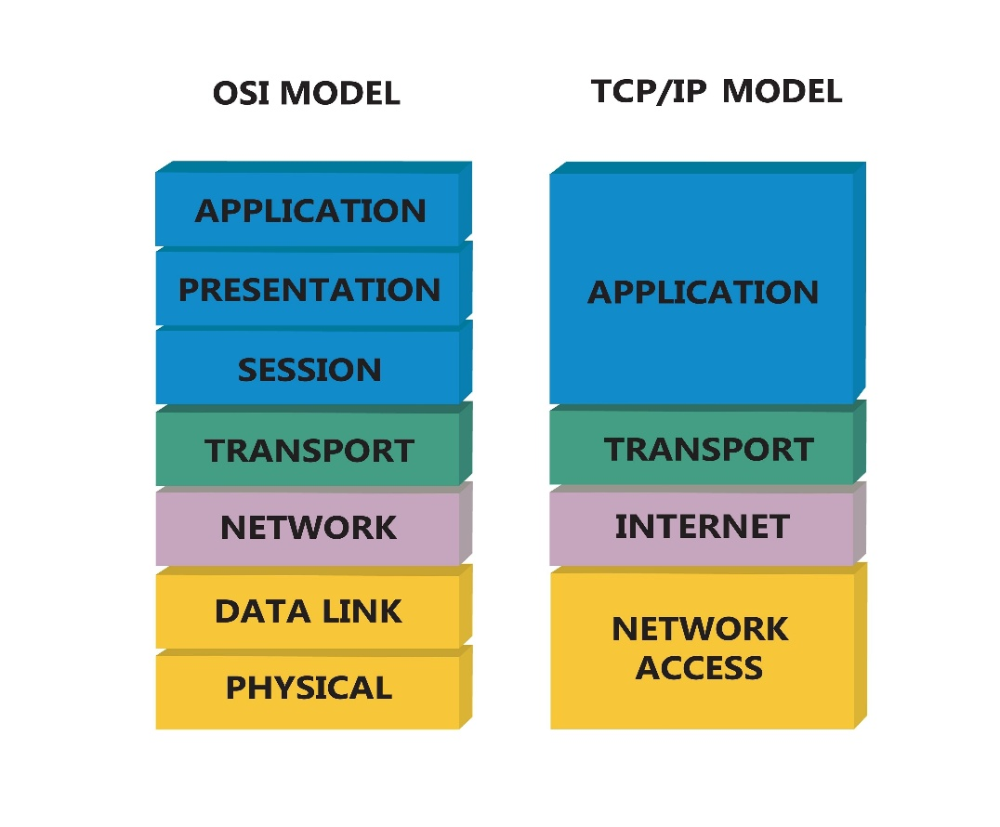 OSI MODEL
APPLICATION
PRESENTATION
SESSION
TRANSPORT
NETWORK
DATA LINK
PHYSICAL
TCP/IP MODEL
APPLICATION
TRANSPORT
INTERNET
NETWORK
ACCESS